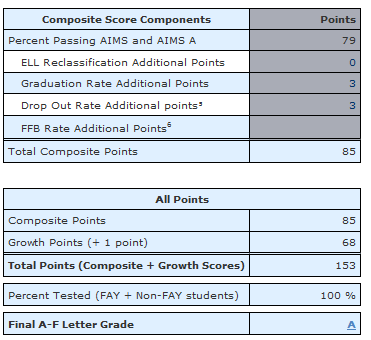 Composite Score Components Points
Percent Passing AIMS and AIMS A 79
ELL Reclassification Additional Points 0
Graduation Rate Additional Points 3
Drop Out Rate Additional points⁵ 3
FFB Rate Additional Points⁶
Total Composite Points 85
All Points
Composite Points 85
Growth Points (+ 1 point) 68
Total Points (Composite + Growth Scores) 153
Percent Tested (FAY + Non-FAY students) 100 %
Final A-F Letter Grade A